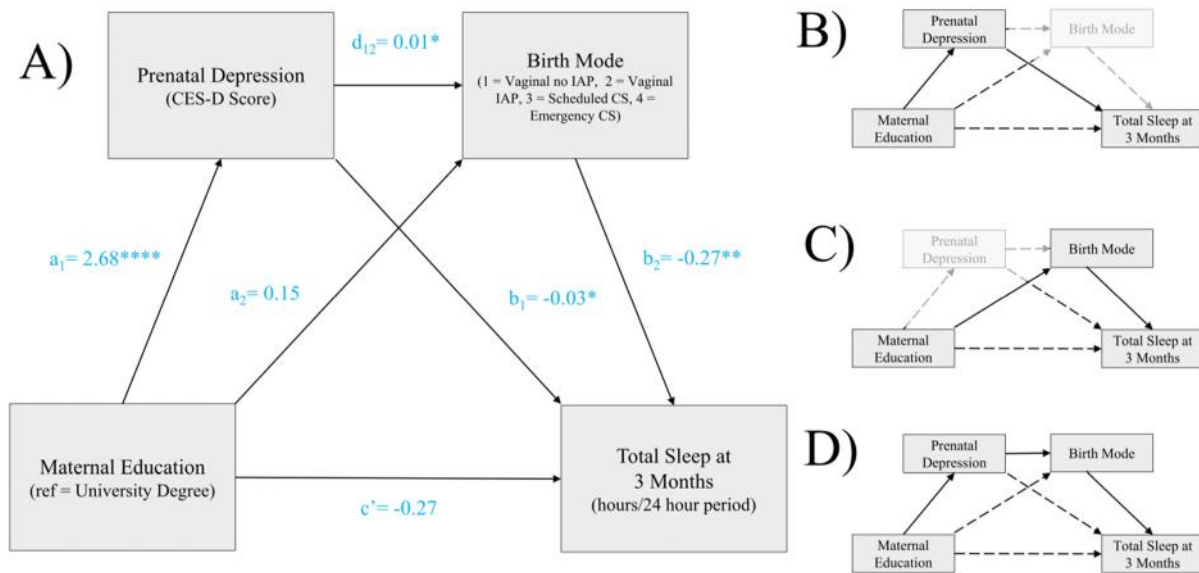 A)
d12= 0.01*
Prenatal Depression
(CES-D Score)
Birth Mode
(1 = Vaginal no IAP, 2 = Vaginal
IAP, 3 = Scheduled CS, 4 =
Emergency CS)
a1= 2.68****
a2= 0.15
b1= -0.03*
b2= -0.27**
Maternal Education
(ref = University Degree)
c’= -0.27
Total Sleep at
3 Months
(hours/24 hour period)
B)
Prenatal
Depression
Birth Mode
Maternal
Education
Total Sleep at
3 Months
C)
Prenatal
Depression
Birth Mode
Maternal
Education
Total Sleep at
3 Months
D)
Prenatal
Depression
Birth Mode
Maternal
Education
Total Sleep at
3 Months